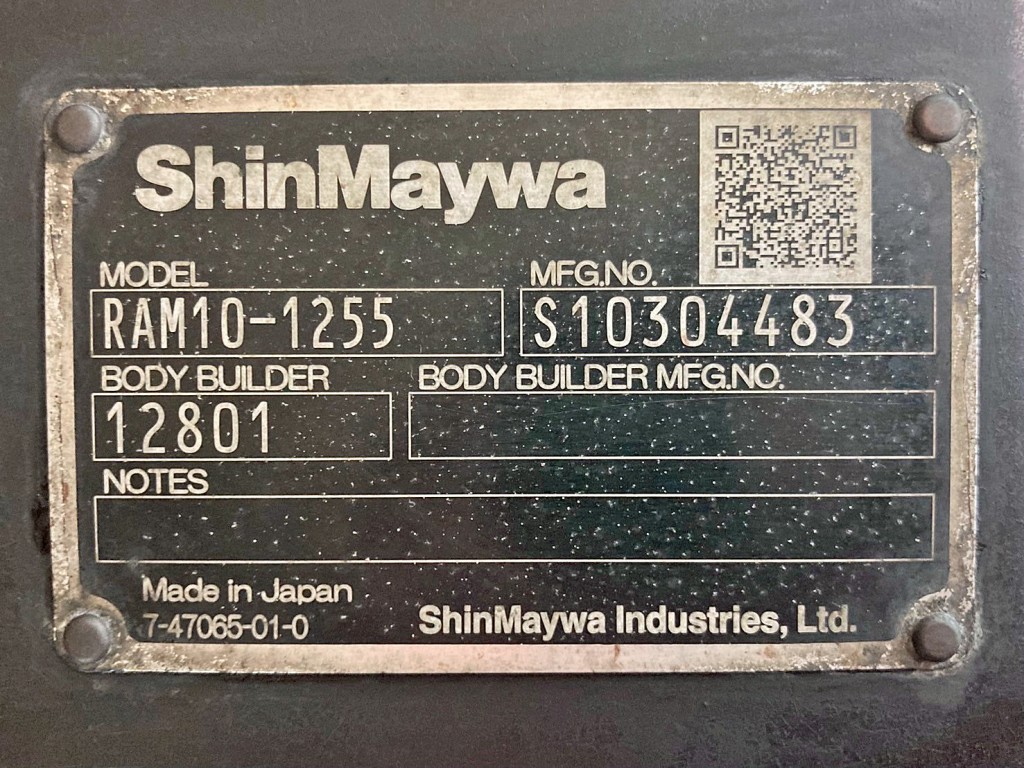 ShinMaywa
MODEL MFG.NO.
RAM10-1255 S10304483
BODY BUILDER BODY BUILDER MFG.NO.
12801
NOTES
Made in Japan
7-47065-01-0 ShinMaywa Industries, Ltd.